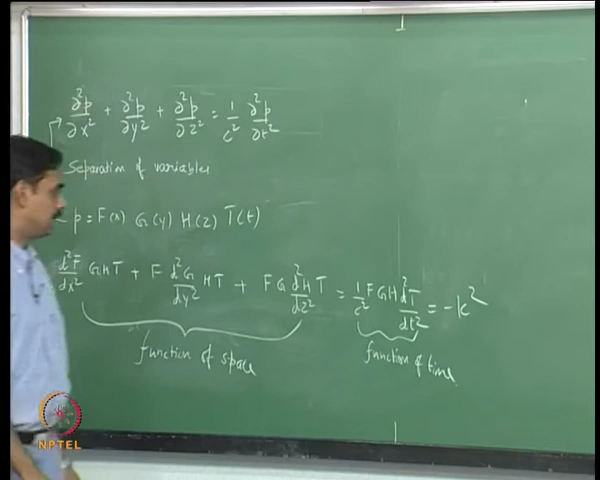 ∂²p/∂x² + ∂²p/∂y² + ∂²p/∂z² = 1/c² ∂²p/∂t²
Separation of variables
p = F(x) G(y) H(z) T(t)
d²F/dx² GHT + F d²G/dy² HT + FG d²H/dz² T = 1/c² FGH d²T/dt² = -k²
function of space
function of time
NPTEL